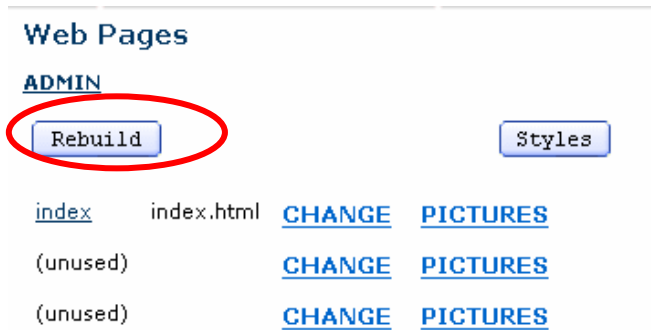 Web Pages
ADMIN
Rebuild Styles
index index.html CHANGE PICTURES
(unused) CHANGE PICTURES
(unused) CHANGE PICTURES